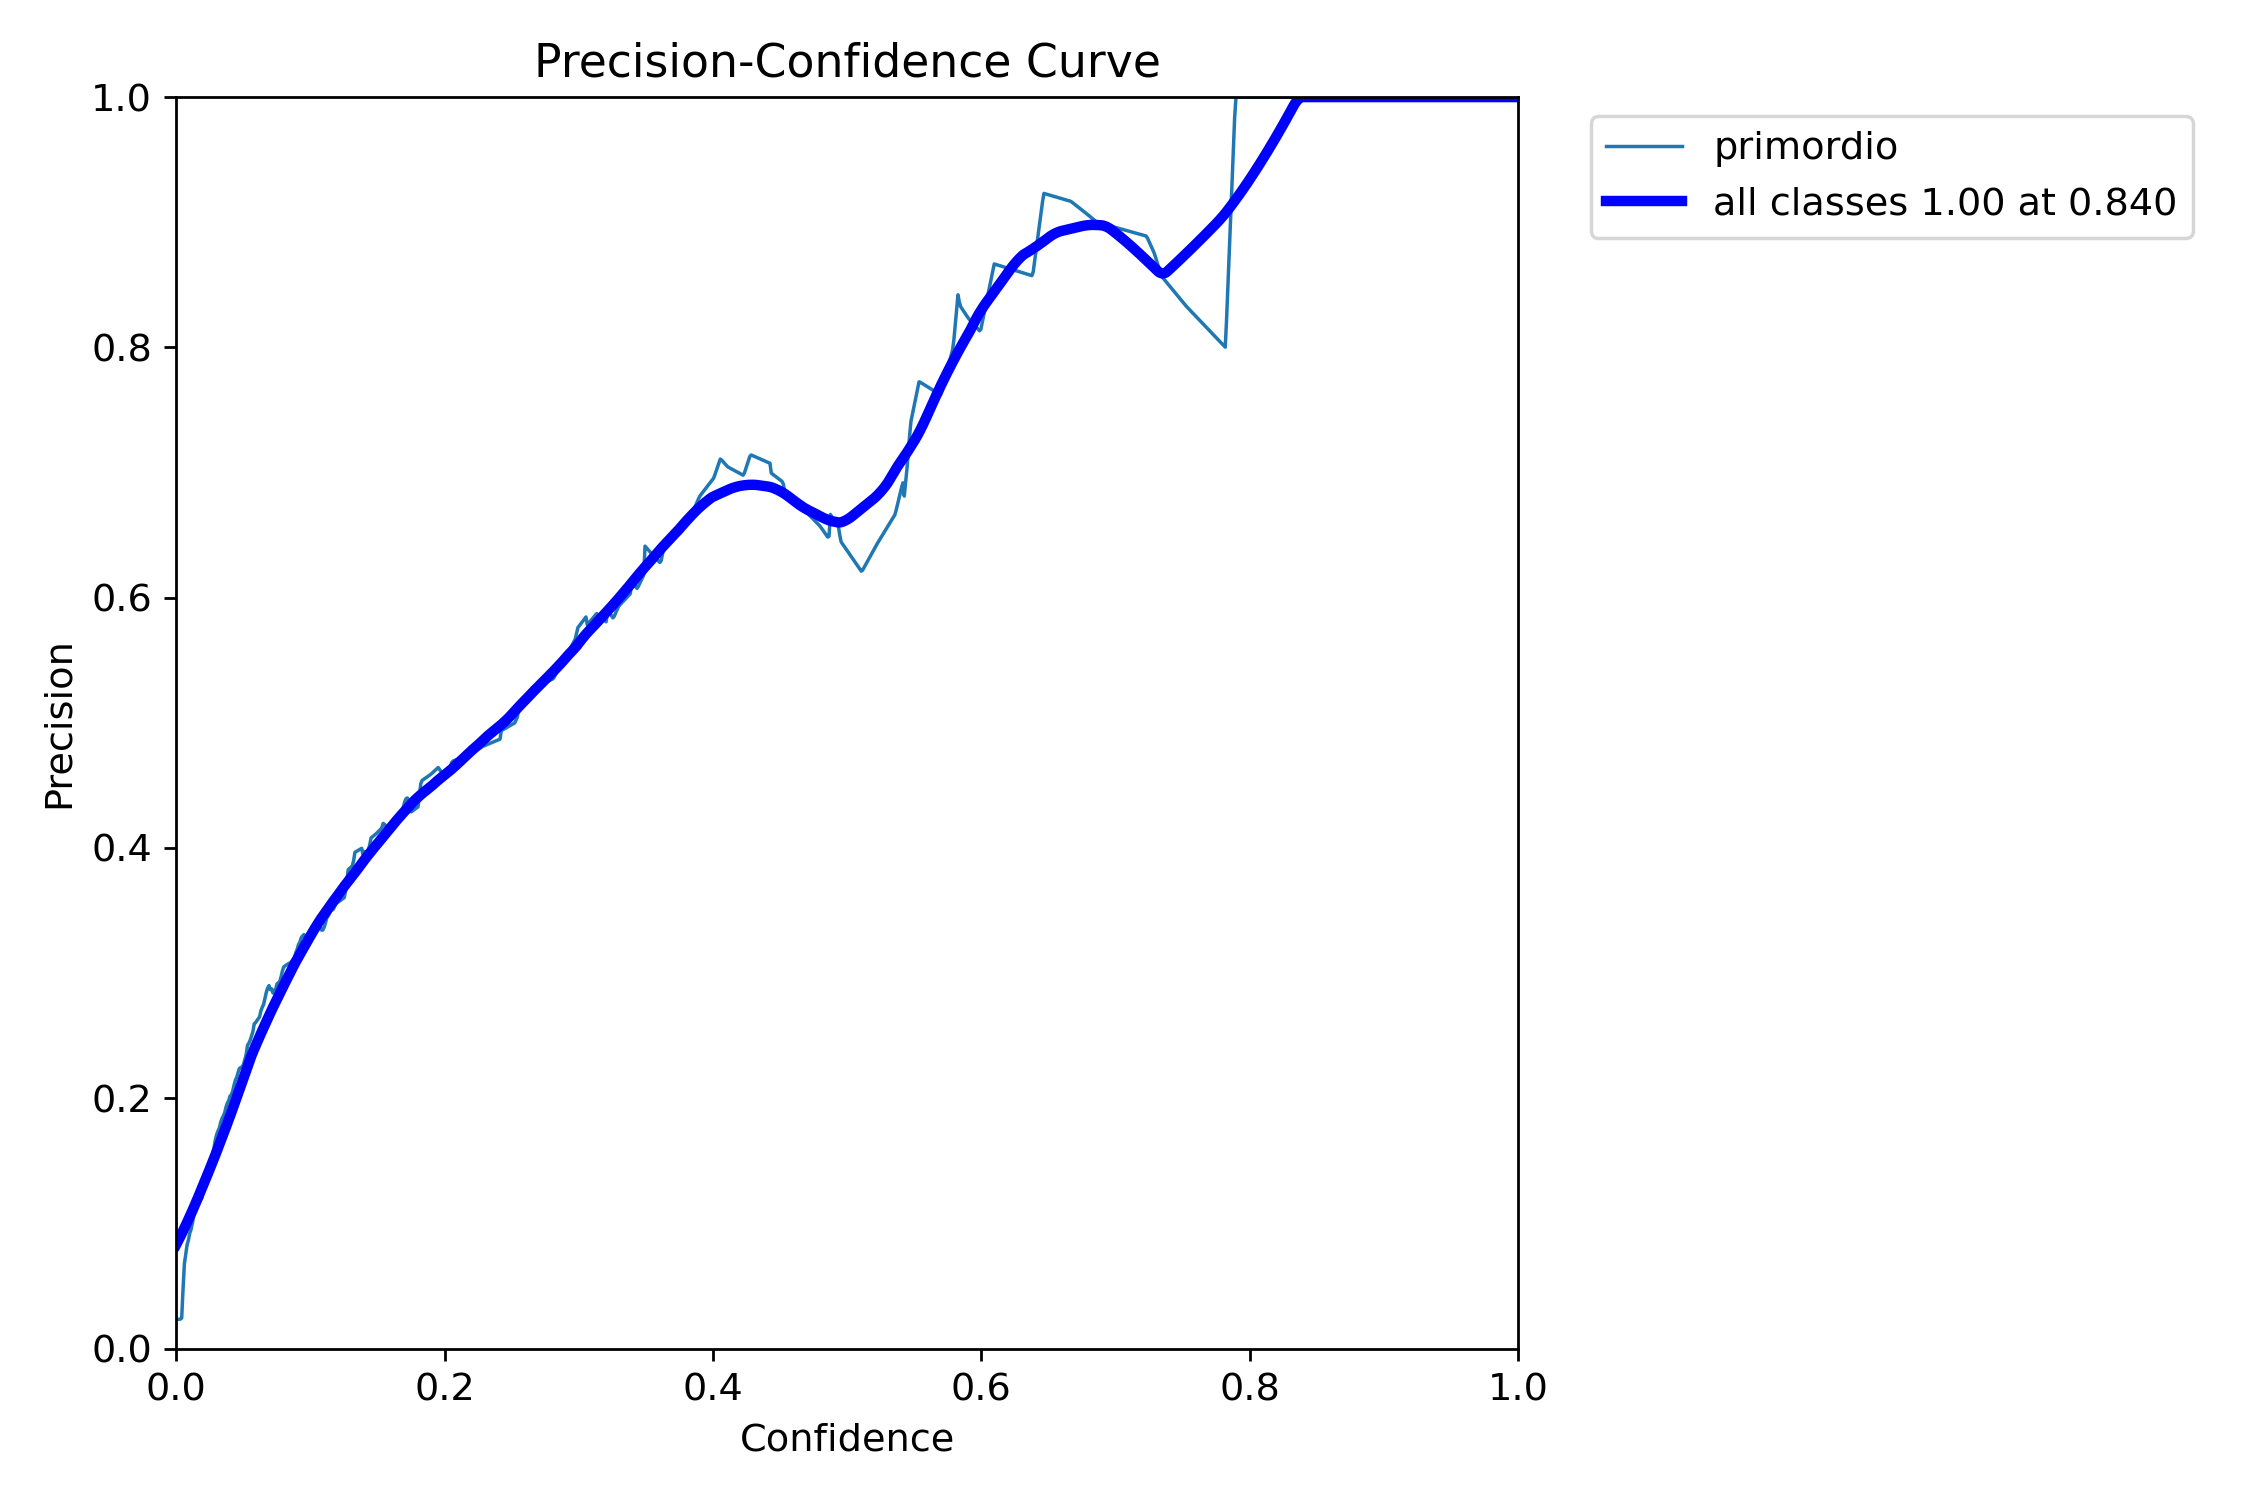 Precision-Confidence Curve
primordio
all classes 1.00 at 0.840
1.0
0.8
0.6
0.4
0.2
0.0
Precision
0.0 0.2 0.4 0.6 0.8 1.0
Confidence